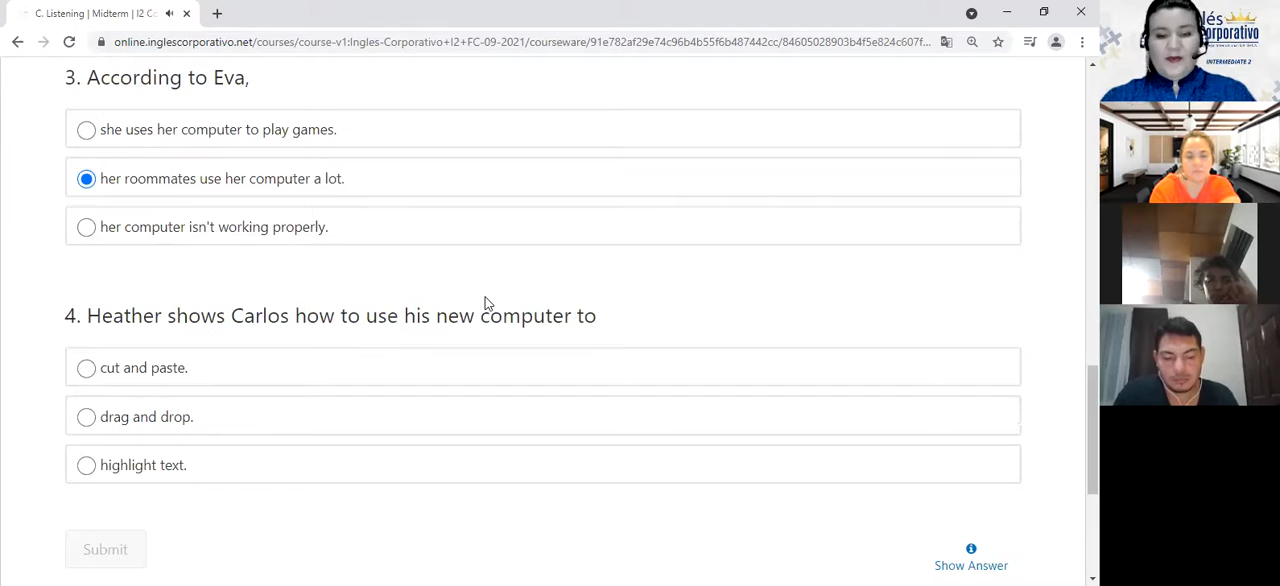 C. Listening | Midterm | I2 Co
online.inglescorporativo.net/courses/course-v1:Ingles-Corporativo+I2+FC-09-2021/courseware/91e782af29e74c96b4b55f6b487442cc/84605028903b4f5e824c607f...
3. According to Eva,
she uses her computer to play games.
her roommates use her computer a lot.
her computer isn't working properly.
4. Heather shows Carlos how to use his new computer to
cut and paste.
drag and drop.
highlight text.
Submit
Show Answer
lés
Corporativo
INTERMEDIATE 2